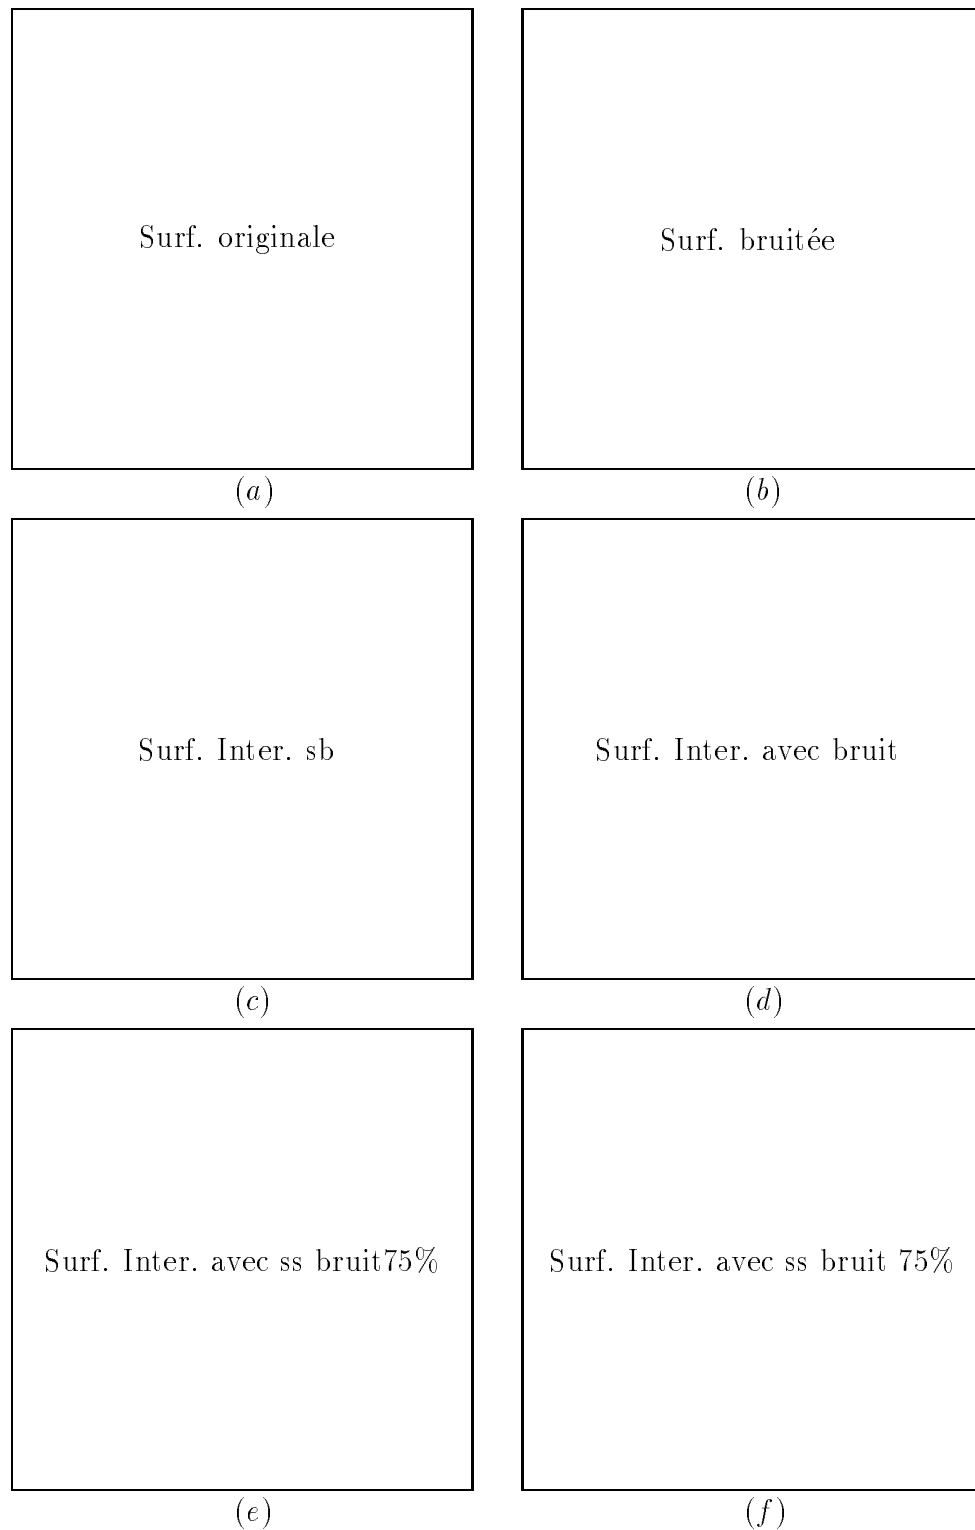 Surf. originale
Surf. bruitée
(a)
(b)
Surf. Inter. sb
Surf. Inter. avec bruit
(c)
(d)
Surf. Inter. avec ss bruit75%
Surf. Inter. avec ss bruit 75%
(e)
(f)